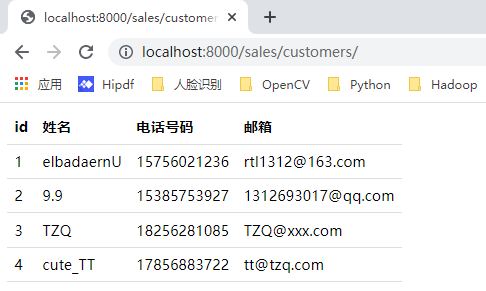 localhost:8000/sales/customer
localhost:8000/sales/customers/
应用 Hipdf 人脸识别 OpenCV Python Hadoop
id 姓名 电话号码 邮箱
1 elbadaernU 15756021236 rtl1312@163.com
2 9.9 15385753927 1312693017@qq.com
3 TZQ 18256281085 TZQ@xxx.com
4 cute_TT 17856883722 tt@tzq.com